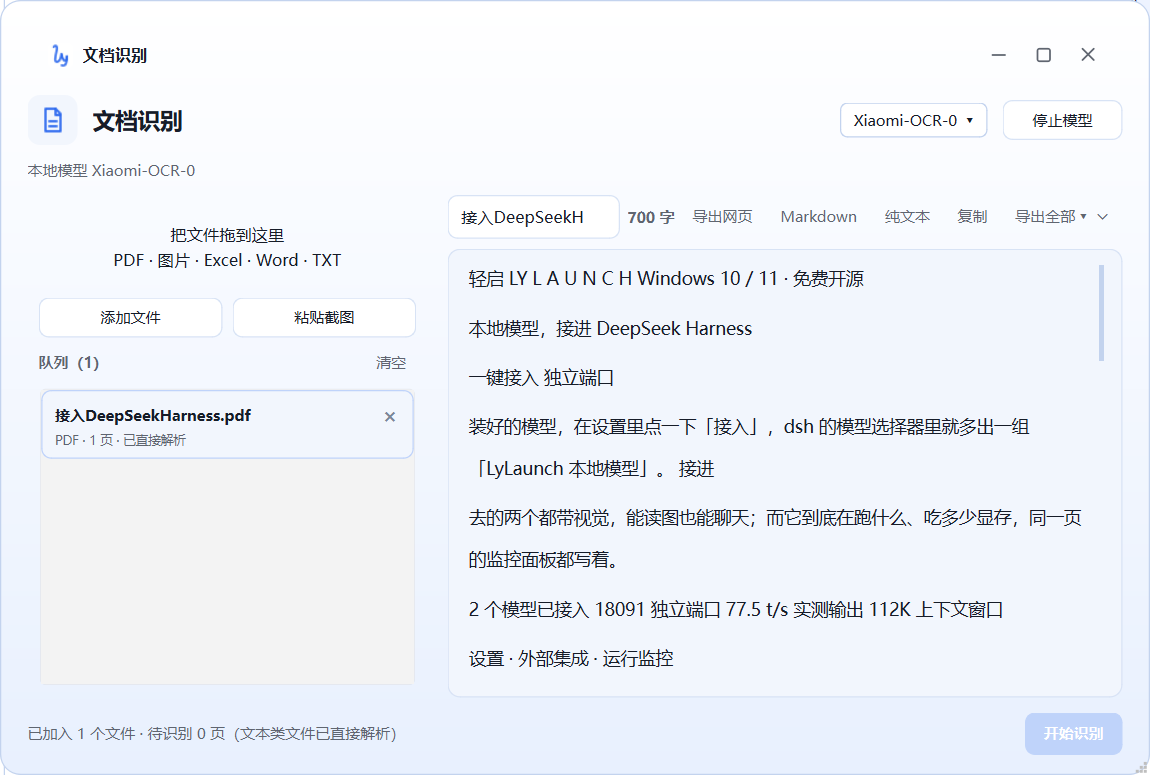 文档识别
文档识别
Xiaomi-OCR-0
停止模型
本地模型 Xiaomi-OCR-0
把文件拖到这里
PDF · 图片 · Excel · Word · TXT
添加文件
粘贴截图
队列（1）
清空
接入DeepSeekHarness.pdf
PDF · 1 页 · 已直接解析
接入DeepSeekH
700 字
导出网页
Markdown
纯文本
复制
导出全部
轻启 LY L A U N C H Windows 10 / 11 · 免费开源
本地模型，接进 DeepSeek Harness
一键接入 独立端口
装好的模型，在设置里点一下「接入」，dsh 的模型选择器里就多出一组
「LyLaunch 本地模型」。 接进
去的两个都带视觉，能读图也能聊天；而它到底在跑什么、吃多少显存，同一页
的监控面板都写着。
2 个模型已接入 18091 独立端口 77.5 t/s 实测输出 112K 上下文窗口
设置 · 外部集成 · 运行监控
已加入 1 个文件 · 待识别 0 页（文本类文件已直接解析）
开始识别